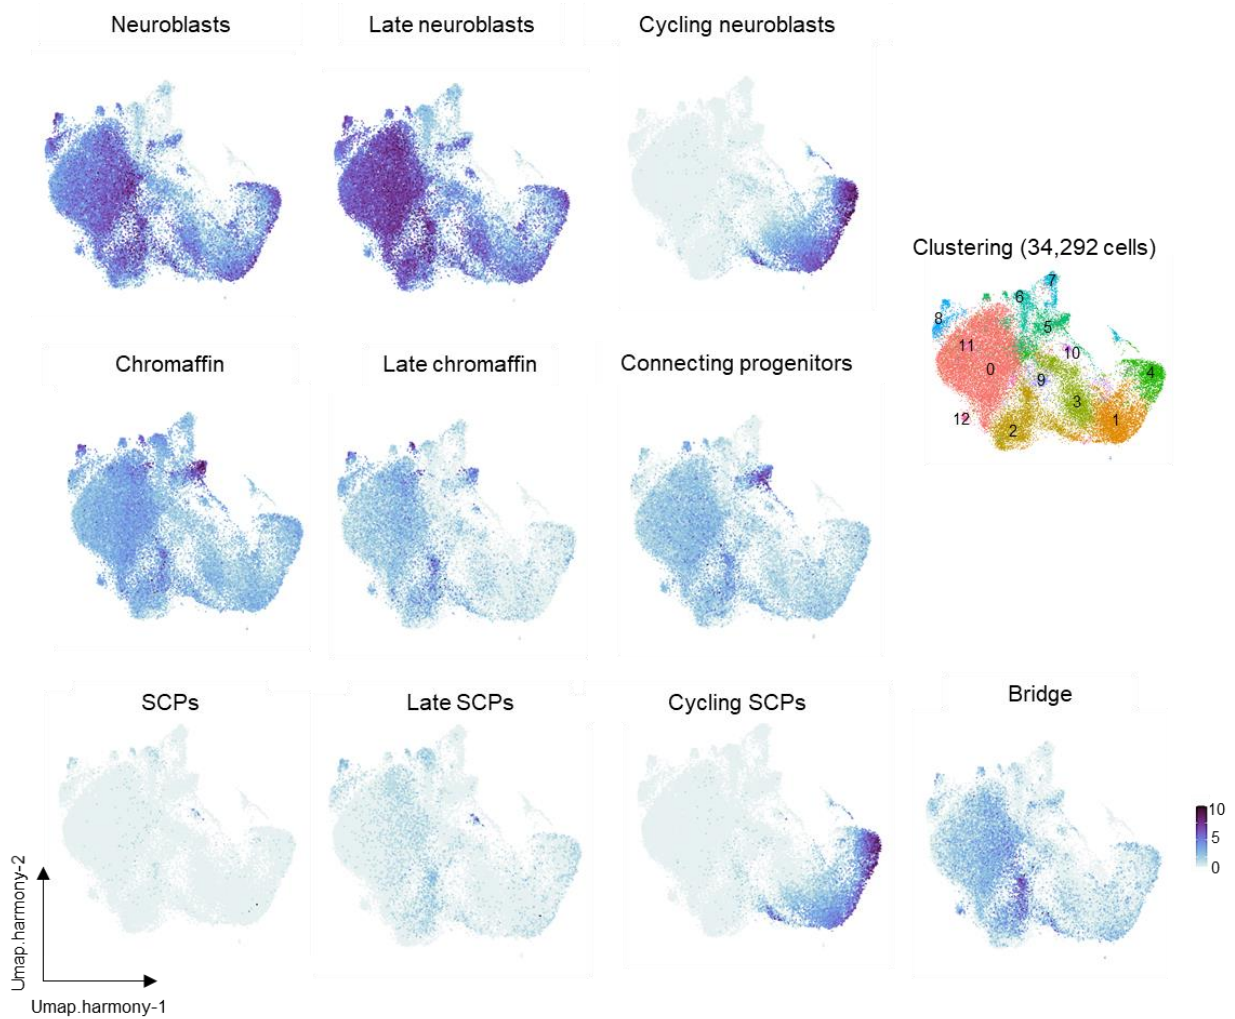 Neuroblasts
Late neuroblasts
Cycling neuroblasts
Clustering (34,292 cells)
7
6
8
5
11
10
0
9
4
3
12
2
1
Chromaffin
Late chromaffin
Connecting progenitors
SCPs
Late SCPs
Cycling SCPs
Bridge
10
5
0
Umap.harmony-2
Umap.harmony-1